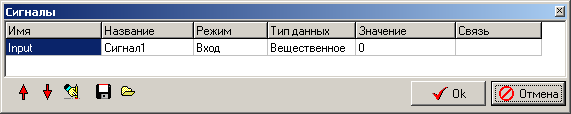 Сигналы
Имя Название Режим Тип данных Значение Связь
Input Сигнал1 Вход Вещественное 0
Ok Отмена